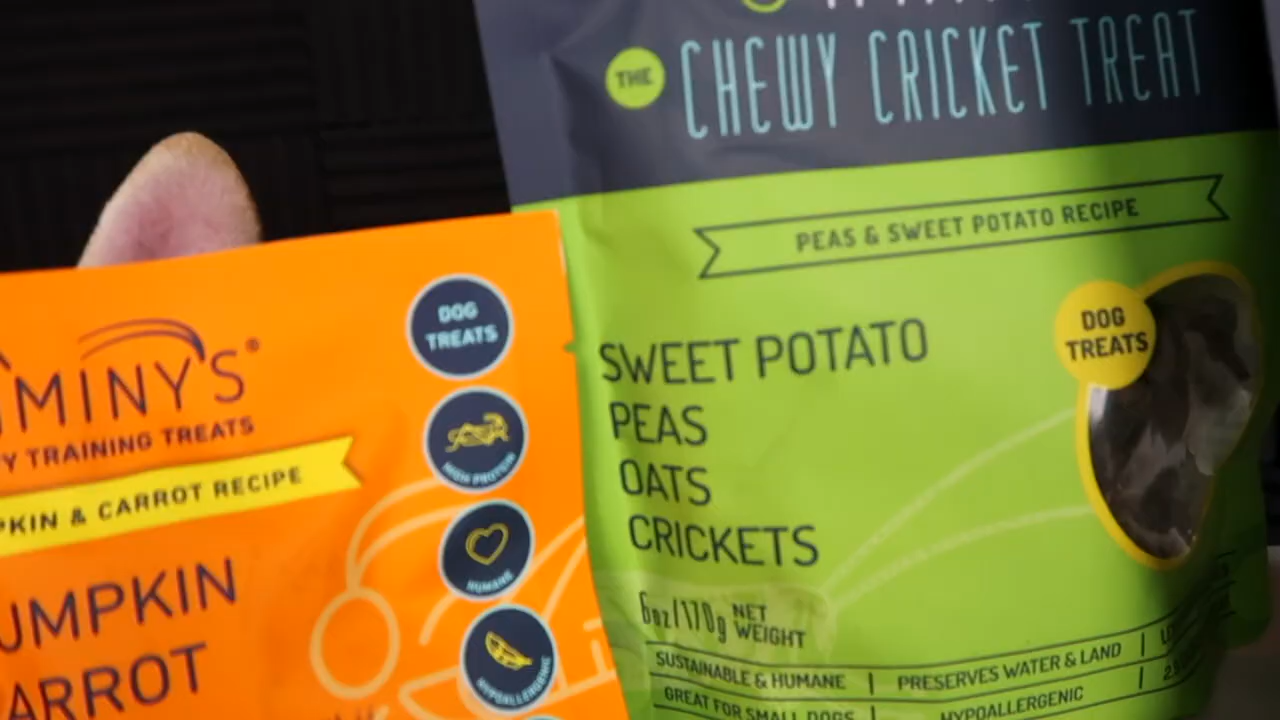 THE CHEWY CRICKET TREAT
PEAS & SWEET POTATO RECIPE
DOG
TREATS
SWEET POTATO
PEAS
OATS
CRICKETS
6oz/170g NET
WEIGHT
SUSTAINABLE & HUMANE | PRESERVES WATER & LAND |
GREAT FOR SMALL DOGS | HYPOALLERGENIC |
MINY'S®
Y TRAINING TREATS
PKIN & CARROT RECIPE
UMPKIN
ARROT
DOG
TREATS
HIGH PROTEIN
HUMANE
HYPOALLERGENIC